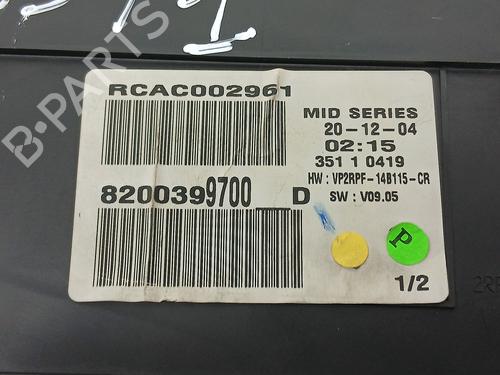 B-PARTS
RCAC002961
MID SERIES
20-12-04
02:15
351 1 0419
HW : VP2RPF-14B115-CR
SW : V09.05
8200399700__D
P
1/2